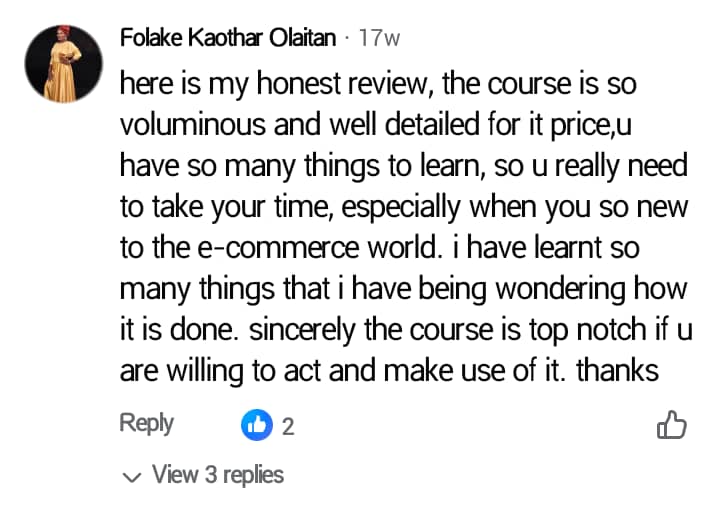 Folake Kaothar Olaitan · 17w
here is my honest review, the course is so
voluminous and well detailed for it price,u
have so many things to learn, so u really need
to take your time, especially when you so new
to the e-commerce world. i have learnt so
many things that i have being wondering how
it is done. sincerely the course is top notch if u
are willing to act and make use of it. thanks
Reply 2
View 3 replies